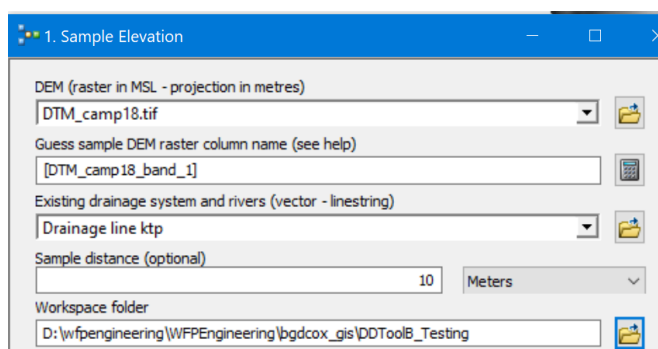 1. Sample Elevation
DEM (raster in MSL - projection in metres)
DTM_camp18.tif
Guess sample DEM raster column name (see help)
[DTM_camp18_band_1]
Existing drainage system and rivers (vector - linestring)
Drainage line ktp
Sample distance (optional)
10 Meters
Workspace folder
D:\wfpengineering\WFPEngineering\bgdcox_gis\DDToolB_Testing